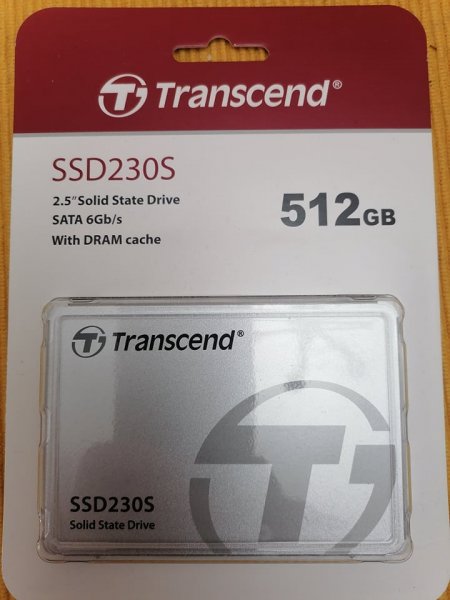 Transcend®
SSD230S
2.5″Solid State Drive
SATA 6Gb/s
With DRAM cache
512GB
Transcend®
SSD230S
Solid State Drive